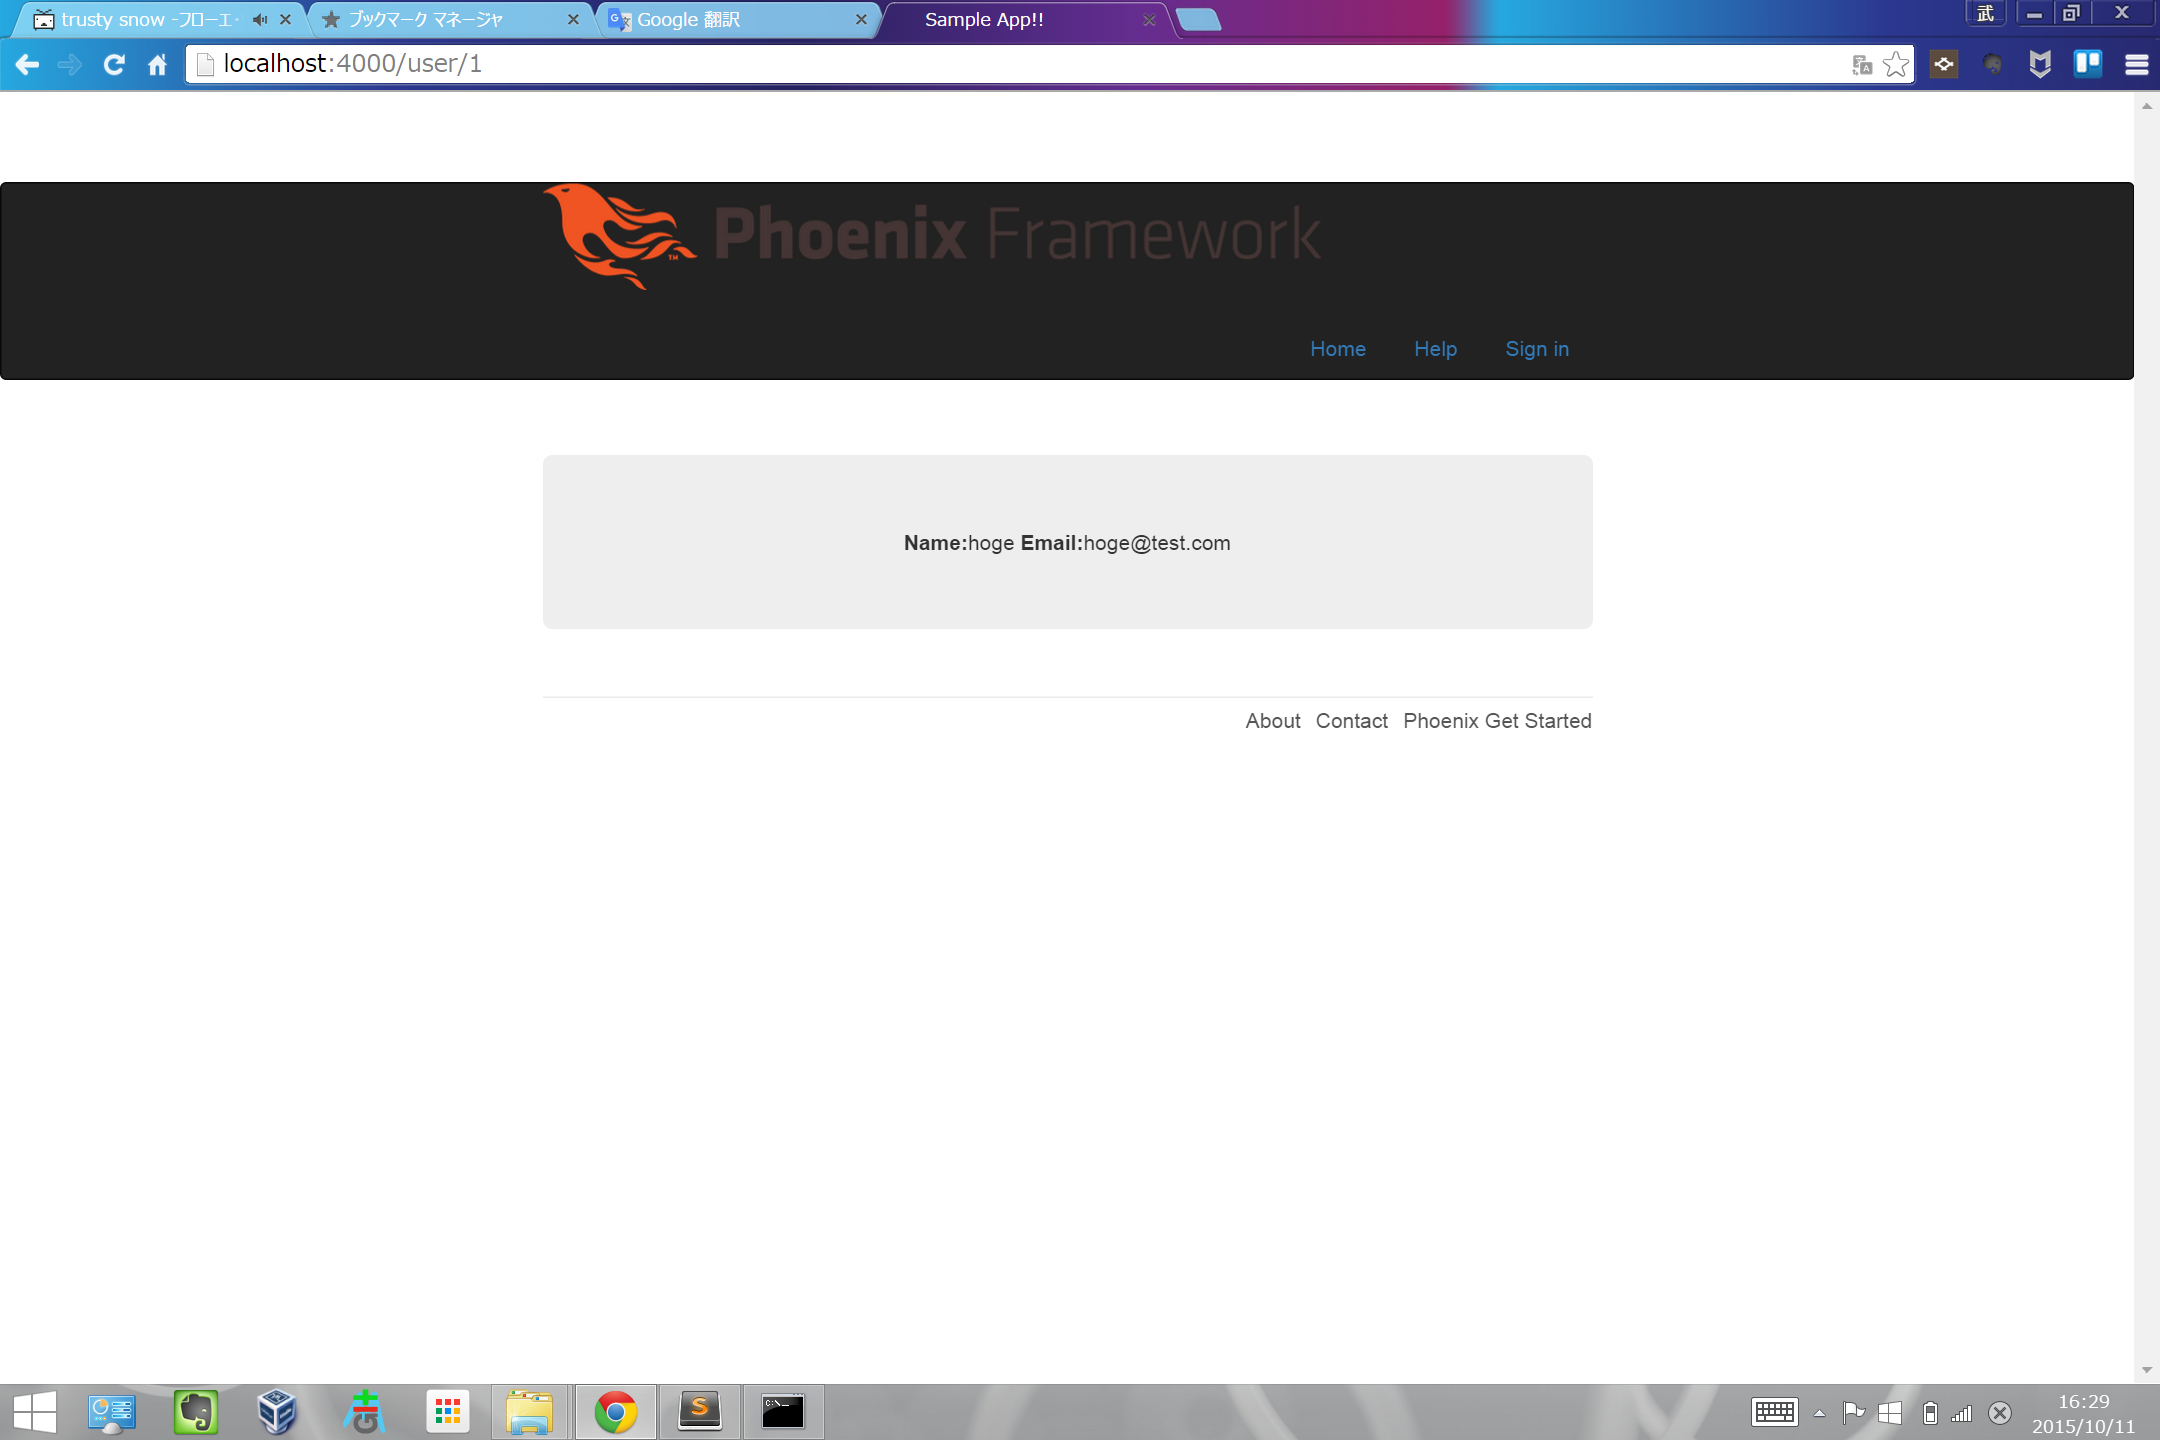 trusty snow -フローエ
ブックマーク マネージャ
Google 翻訳
Sample App!!
武
localhost:4000/user/1
Phoenix Framework
TM
Home Help Sign in
Name:hoge Email:hoge@test.com
About Contact Phoenix Get Started
C:\_
16:29
2015/10/11